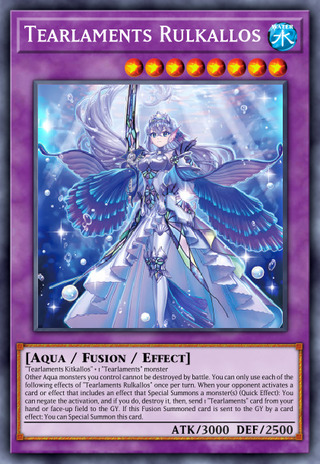 Tearlaments Rulkallos
WATER
水
[Aqua / Fusion / Effect]
"Tearlaments Kitkallos" + 1 "Tearlaments" monster
Other Aqua monsters you control cannot be destroyed by battle. You can only use each of the
following effects of "Tearlaments Rulkallos" once per turn. When your opponent activates a
card or effect that includes an effect that Special Summons a monster(s) (Quick Effect): You
can negate the activation, and if you do, destroy it, then, send 1 "Tearlaments" card from your
hand or face-up field to the GY. If this Fusion Summoned card is sent to the GY by a card
effect: You can Special Summon this card.
ATK/3000 DEF/2500